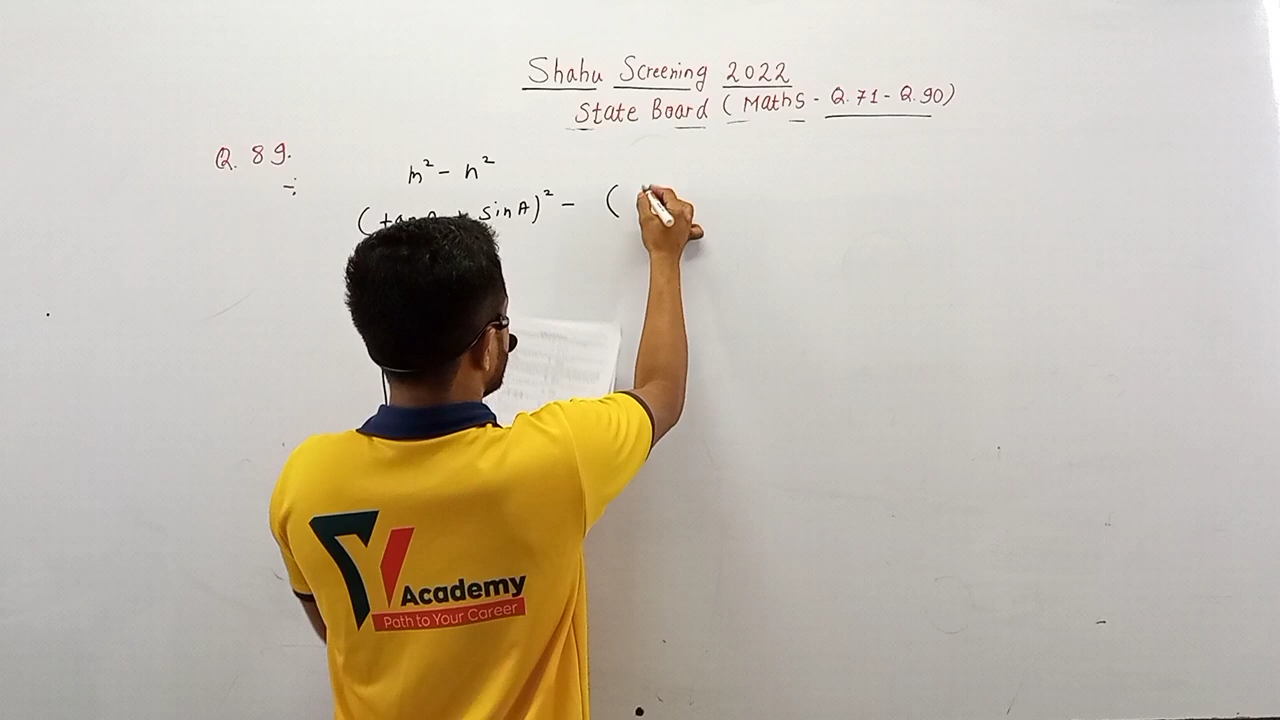 Shahu Screening 2022
State Board (Maths - Q.71 - Q.90)
Q. 89.
m² - n²
(tanA + sinA)² - (
Academy
Path to Your Career